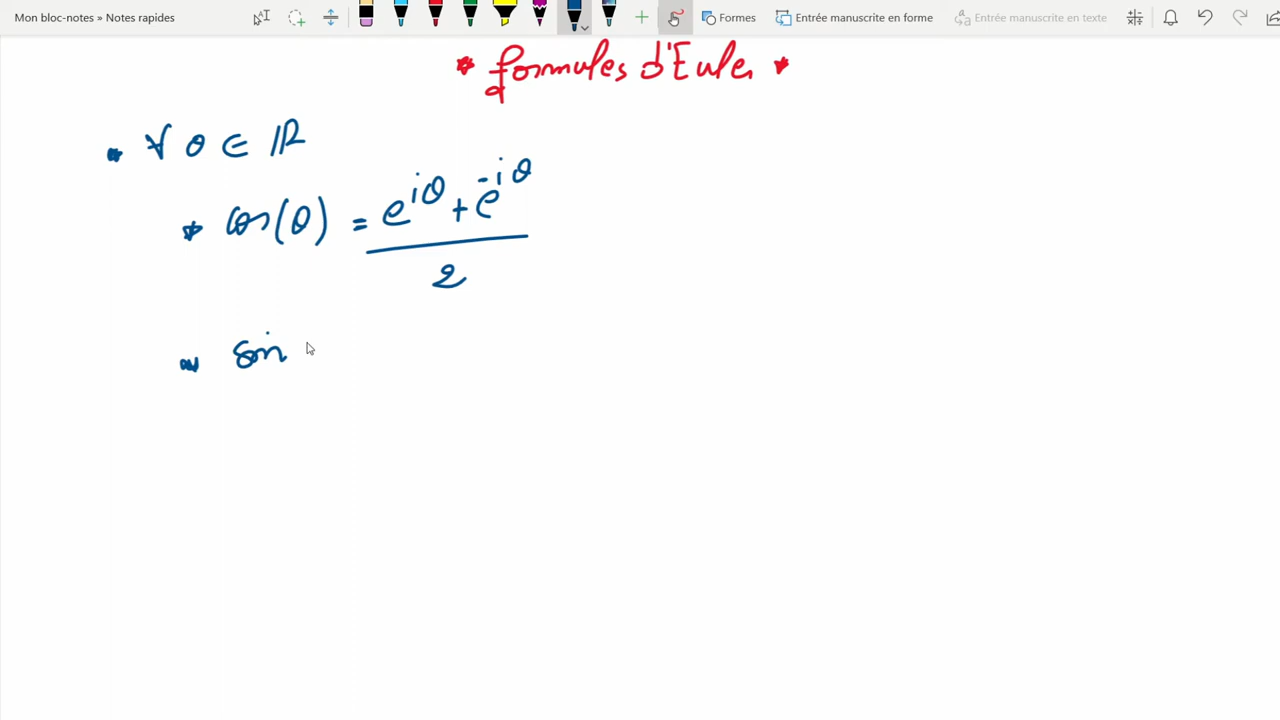 Mon bloc-notes » Notes rapides
Formes
Entrée manuscrite en forme
Entrée manuscrite en texte
* formules d'Euler *
∀ θ ∈ ℝ
* cos(θ) = (e^{iθ} + e^{-iθ}) / 2
* sin